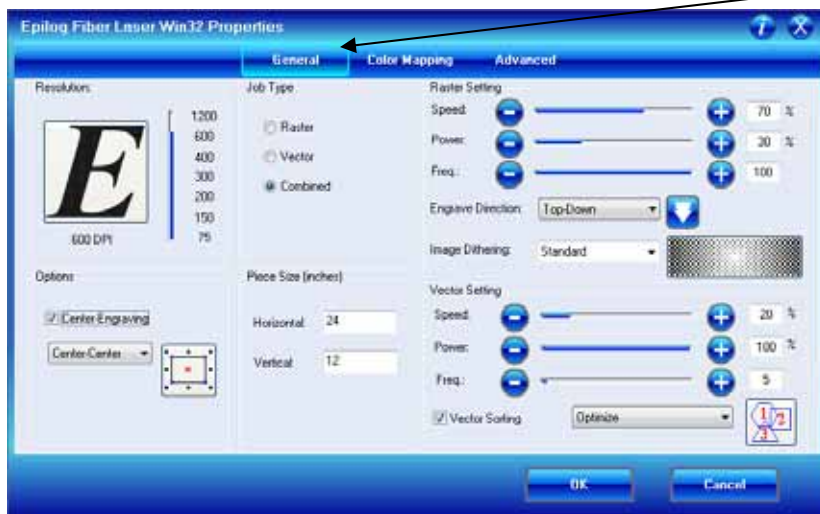 Epilog Fiber Laser Win32 Properties
i X
General Color Mapping Advanced
Resolution:
E
1200
600
400
300
200
150
75
600 DPI
Job Type
Raster
Vector
Combined
Raster Setting
Speed: 70 %
Power: 30 %
Freq.: 100
Engrave Direction: Top-Down
Image Dithering: Standard
Options
Center-Engraving
Center-Center
Piece Size (inches)
Horizontal: 24
Vertical: 12
Vector Setting
Speed: 20 %
Power: 100 %
Freq.: 5
Vector Sorting Optimize
1 2
3
OK Cancel